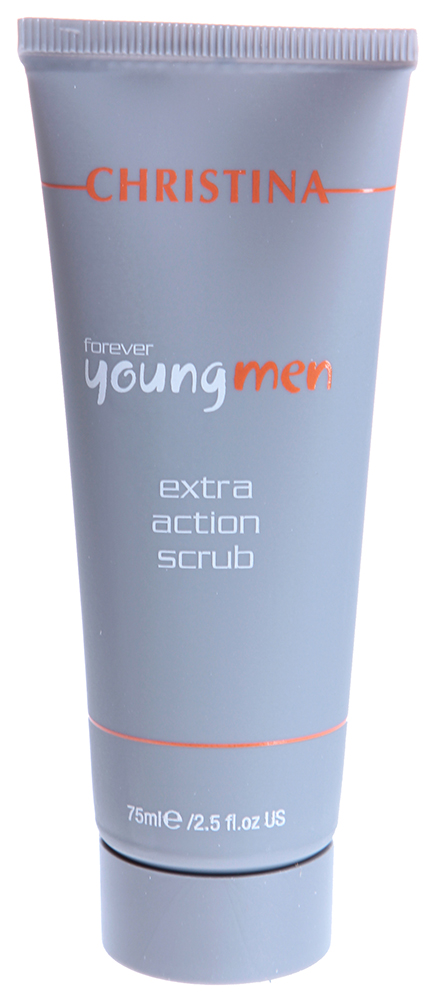 CHRISTINA
forever
youngmen
extra
action
scrub
75ml℮/2.5 fl.oz US